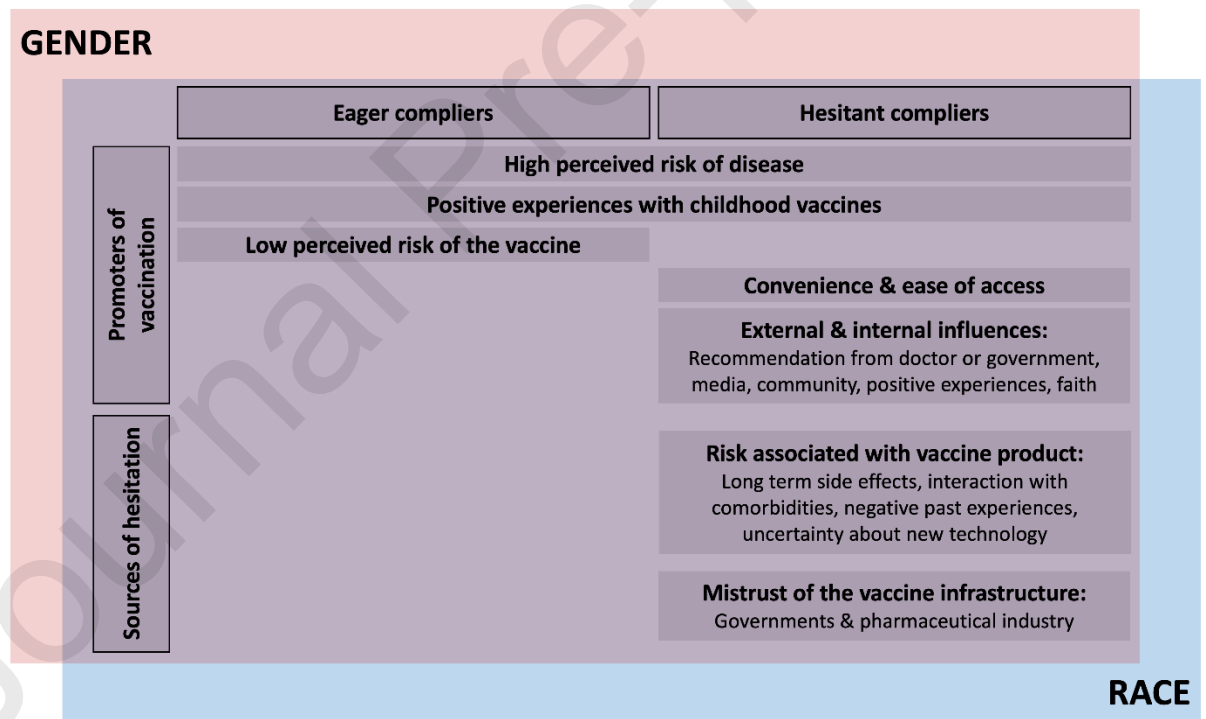 GENDER
Eager compliers
Hesitant compliers
Promoters of
vaccination
High perceived risk of disease
Positive experiences with childhood vaccines
Low perceived risk of the vaccine
Convenience & ease of access
External & internal influences:
Recommendation from doctor or government,
media, community, positive experiences, faith
Sources of hesitation
Risk associated with vaccine product:
Long term side effects, interaction with
comorbidities, negative past experiences,
uncertainty about new technology
Mistrust of the vaccine infrastructure:
Governments & pharmaceutical industry
RACE
Journal Pre-